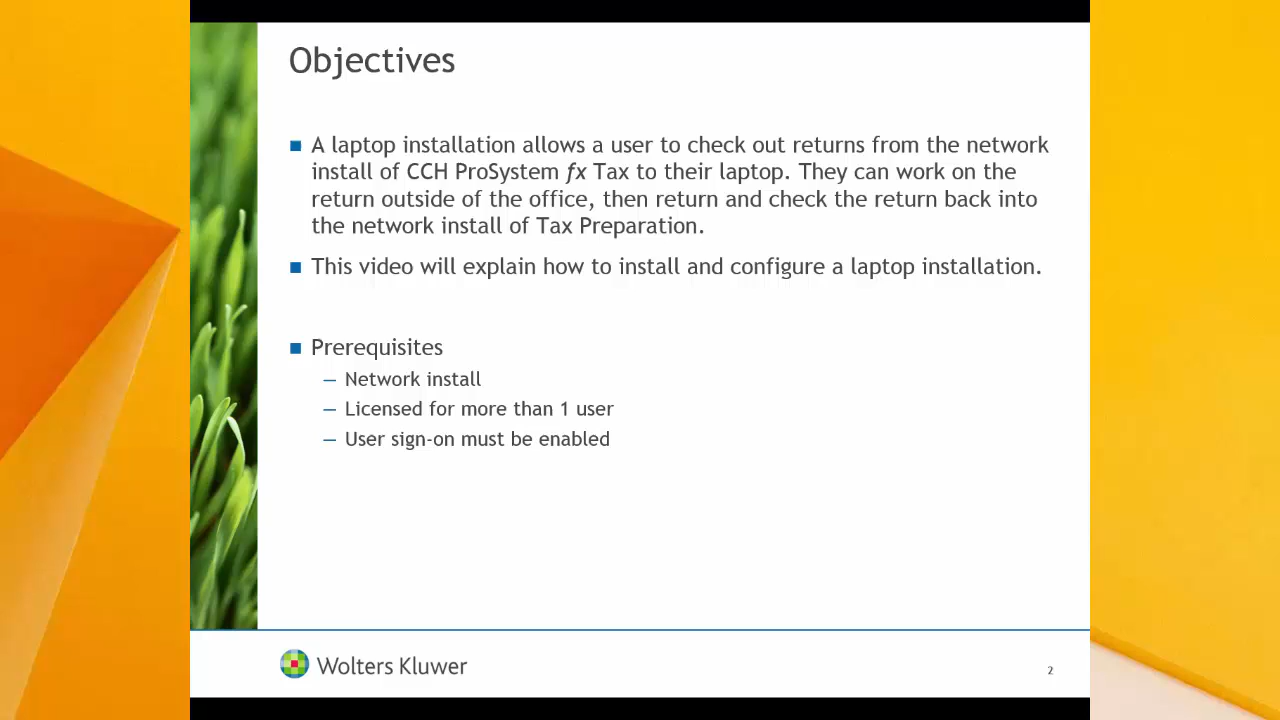 Objectives
■ A laptop installation allows a user to check out returns from the network
install of CCH ProSystem fx Tax to their laptop. They can work on the
return outside of the office, then return and check the return back into
the network install of Tax Preparation.
■ This video will explain how to install and configure a laptop installation.
■ Prerequisites
— Network install
— Licensed for more than 1 user
— User sign-on must be enabled
Wolters Kluwer
2